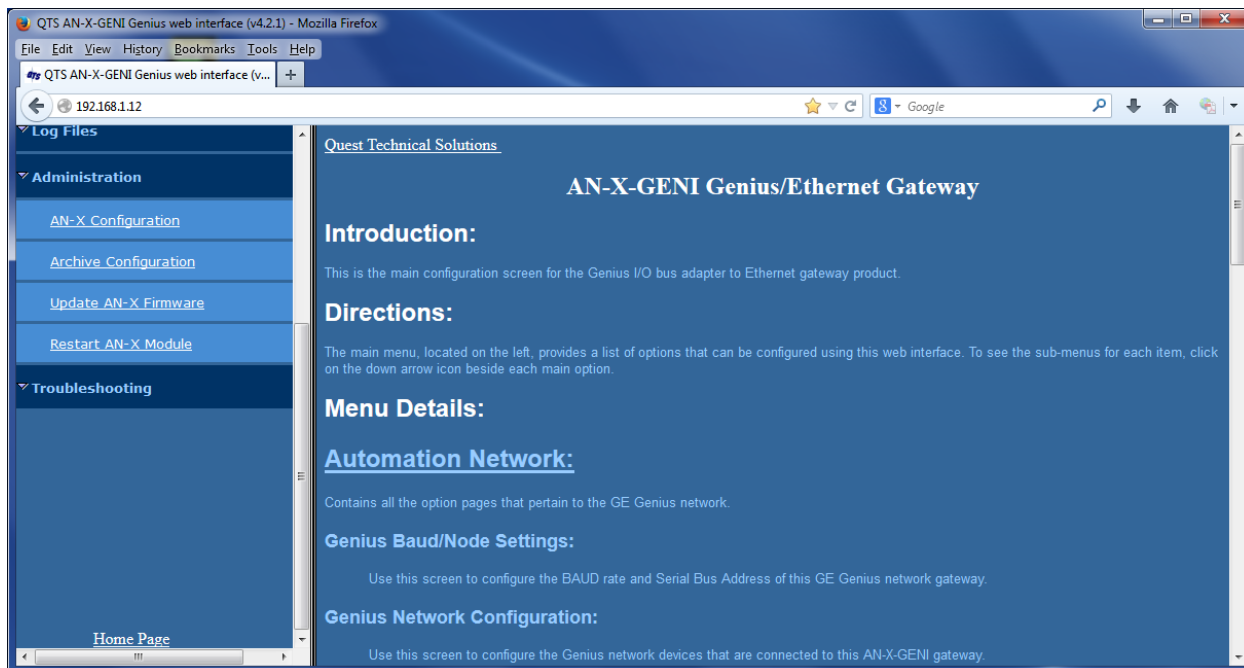 QTS AN-X-GENI Genius web interface (v4.2.1) - Mozilla Firefox
File Edit View History Bookmarks Tools Help
QTS AN-X-GENI Genius web interface (v...
192.168.1.12
Google
Log Files
Administration
AN-X Configuration
Archive Configuration
Update AN-X Firmware
Restart AN-X Module
Troubleshooting
Home Page
Quest Technical Solutions
AN-X-GENI Genius/Ethernet Gateway
Introduction:
This is the main configuration screen for the Genius I/O bus adapter to Ethernet gateway product.
Directions:
The main menu, located on the left, provides a list of options that can be configured using this web interface. To see the sub-menus for each item, click
on the down arrow icon beside each main option.
Menu Details:
Automation Network:
Contains all the option pages that pertain to the GE Genius network.
Genius Baud/Node Settings:
Use this screen to configure the BAUD rate and Serial Bus Address of this GE Genius network gateway.
Genius Network Configuration:
Use this screen to configure the Genius network devices that are connected to this AN-X-GENI gateway.